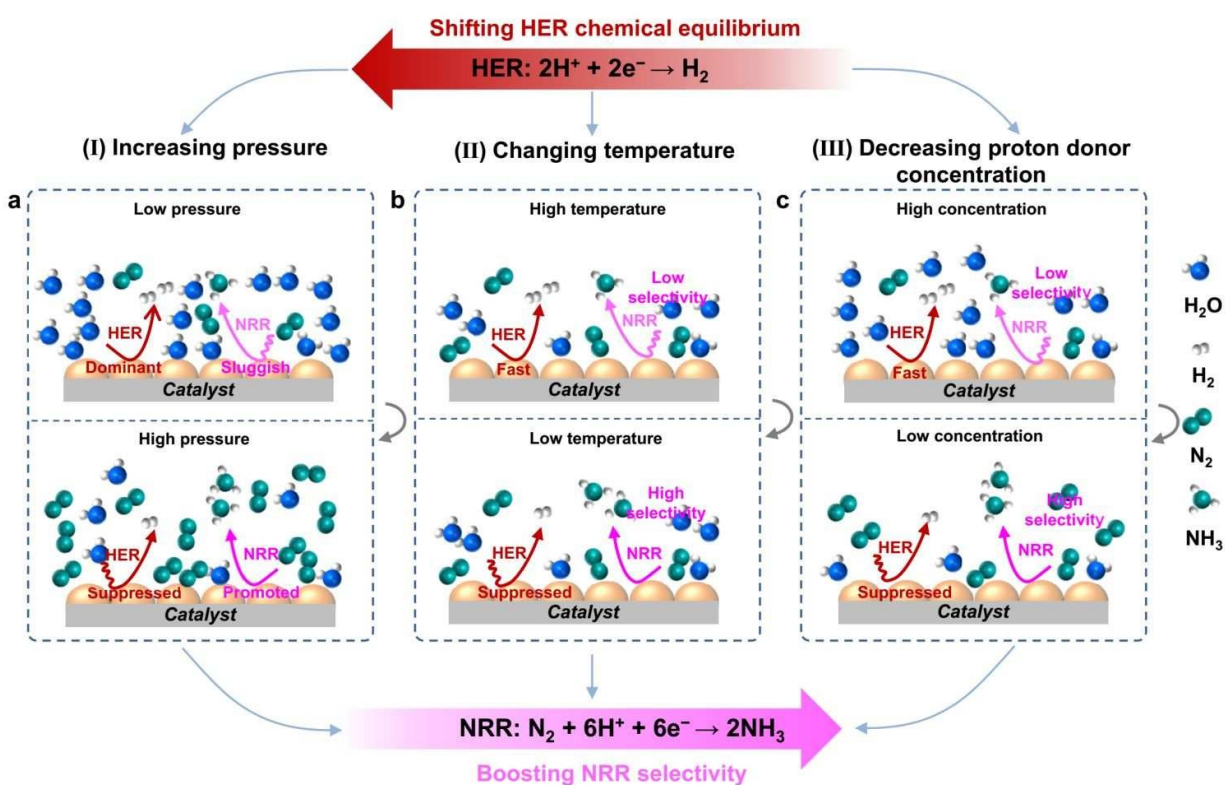 Shifting HER chemical equilibrium
HER: 2H⁺ + 2e⁻ → H₂
(I) Increasing pressure
(II) Changing temperature
(III) Decreasing proton donor
concentration
a
Low pressure
HER
NRR
Dominant
Sluggish
Catalyst
High pressure
HER
NRR
Suppressed
Promoted
Catalyst
b
High temperature
Low
selectivity
HER
NRR
Fast
Catalyst
Low temperature
High
selectivity
HER
NRR
Suppressed
Catalyst
c
High concentration
Low
selectivity
HER
NRR
Fast
Catalyst
Low concentration
High
selectivity
HER
NRR
Suppressed
Catalyst
H₂O
H₂
N₂
NH₃
NRR: N₂ + 6H⁺ + 6e⁻ → 2NH₃
Boosting NRR selectivity